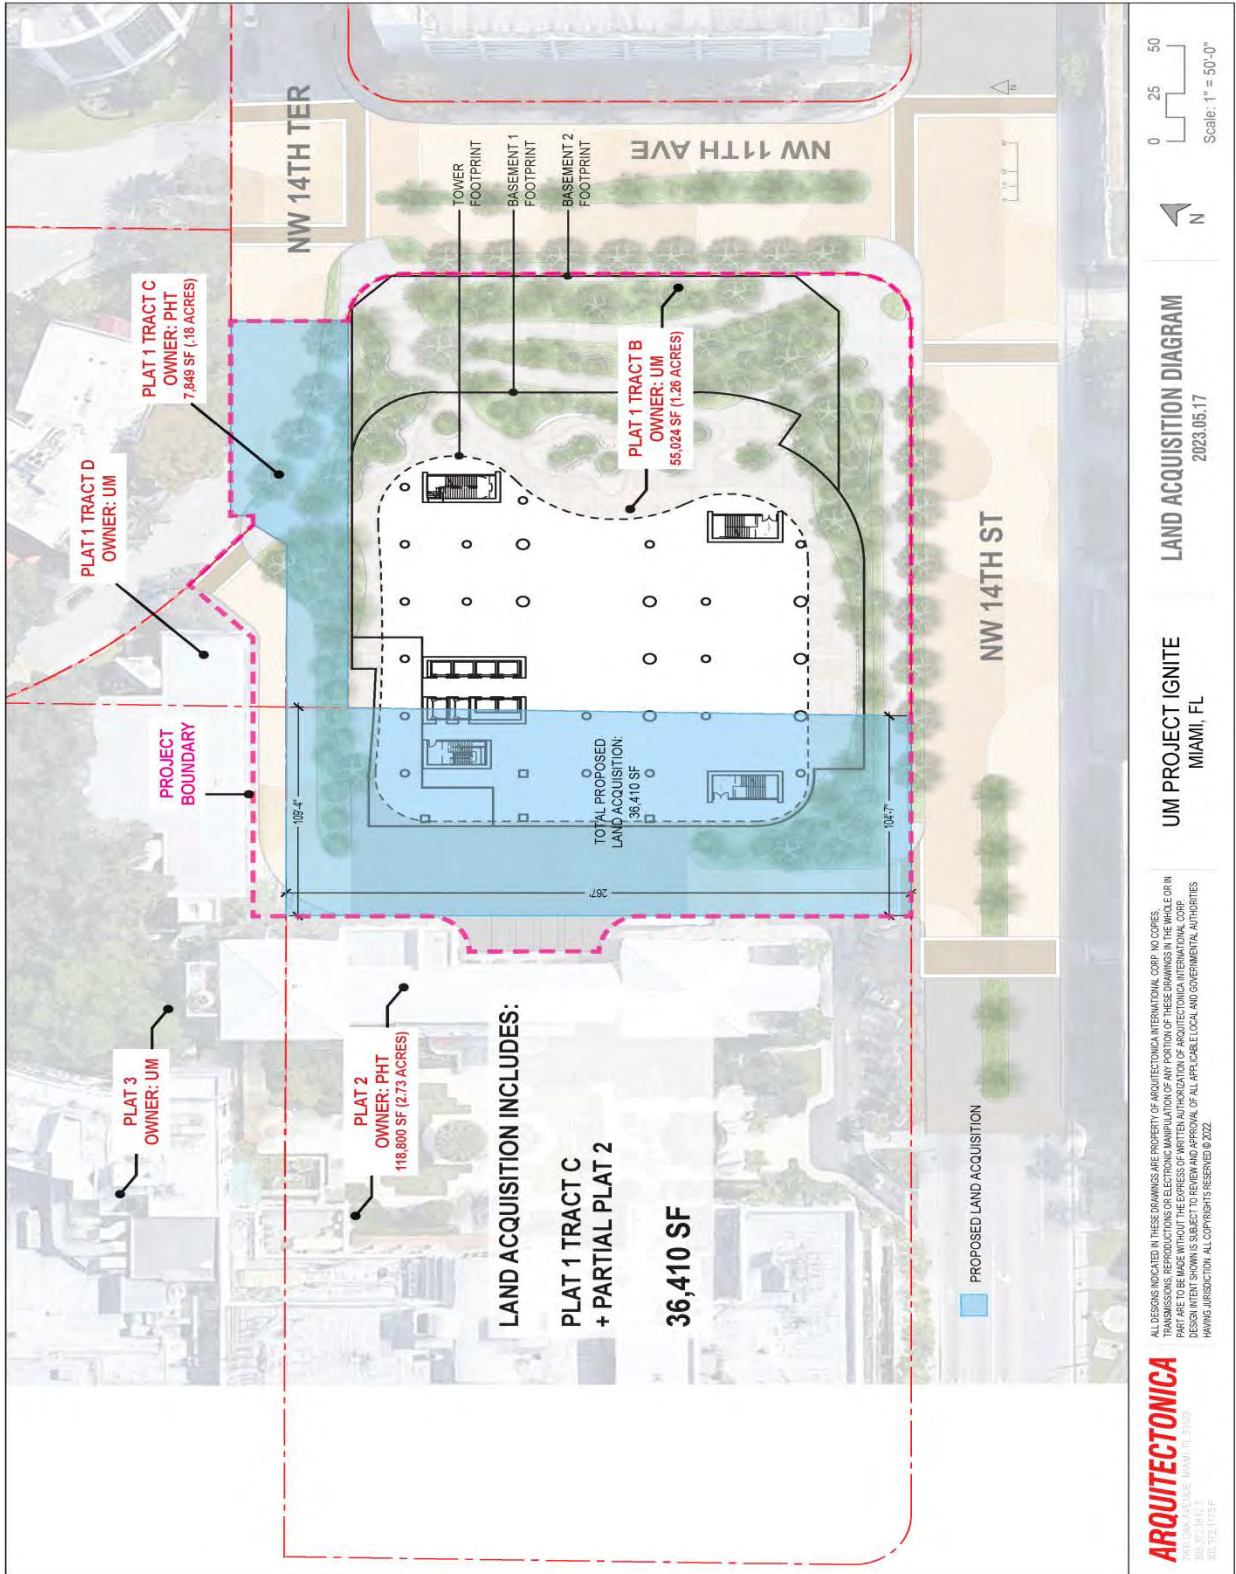 PLAT 3
OWNER: UM
PLAT 2
OWNER: PHT
118,800 SF (2.73 ACRES)
PROJECT
BOUNDARY
PLAT 1 TRACT D
OWNER: UM
PLAT 1 TRACT C
OWNER: PHT
7,849 SF (.18 ACRES)
NW 14TH TER
109'-4"
267'
104'-7"
TOTAL PROPOSED
LAND ACQUISITION:
36,410 SF
PLAT 1 TRACT B
OWNER: UM
55,024 SF (1.26 ACRES)
TOWER
FOOTPRINT
BASEMENT 1
FOOTPRINT
BASEMENT 2
FOOTPRINT
NW 11TH AVE
NW 14TH ST
N
LAND ACQUISITION INCLUDES:
PLAT 1 TRACT C
+ PARTIAL PLAT 2
36,410 SF
PROPOSED LAND ACQUISITION
ARQUITECTONICA
ALL DESIGNS INDICATED IN THESE DRAWINGS ARE PROPERTY OF ARQUITECTONICA INTERNATIONAL CORP. NO COPIES,
TRANSMISSIONS, REPRODUCTIONS OR ELECTRONIC MANIPULATION OF ANY PORTION OF THESE DRAWINGS IN THE WHOLE OR IN
PART ARE TO BE MADE WITHOUT THE EXPRESS OF WRITTEN AUTHORIZATION OF ARQUITECTONICA INTERNATIONAL CORP.
DESIGN INTENT SHOWN IS SUBJECT TO REVIEW AND APPROVAL OF ALL APPLICABLE LOCAL AND GOVERNMENTAL AUTHORITIES
HAVING JURISDICTION. ALL COPYRIGHTS RESERVED © 2022
UM PROJECT IGNITE
MIAMI, FL
LAND ACQUISITION DIAGRAM
2023.05.17
N
0 25 50
Scale: 1" = 50'-0"